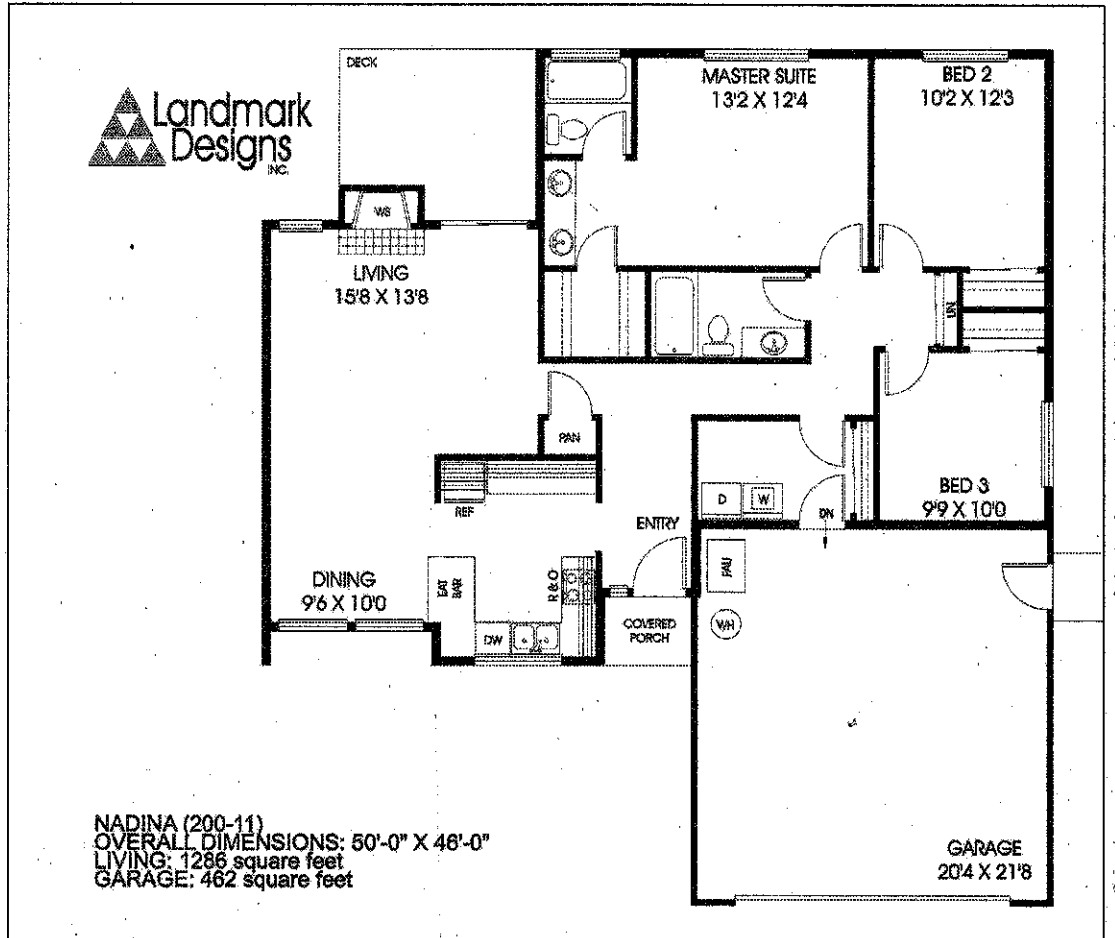 DECK
Landmark
Designs
INC.
MASTER SUITE
13'2 X 12'4
BED 2
10'2 X 12'3
WS
LIVING
15'8 X 13'8
LIN
PAN
REF
D
W
DN
BED 3
9'9 X 10'0
ENTRY
R & O
EAT
BAR
DINING
9'6 X 10'0
DW
COVERED
PORCH
FAU
WH
GARAGE
20'4 X 21'8
NADINA (200-11)
OVERALL DIMENSIONS: 50'-0" X 46'-0"
LIVING: 1286 square feet
GARAGE: 462 square feet